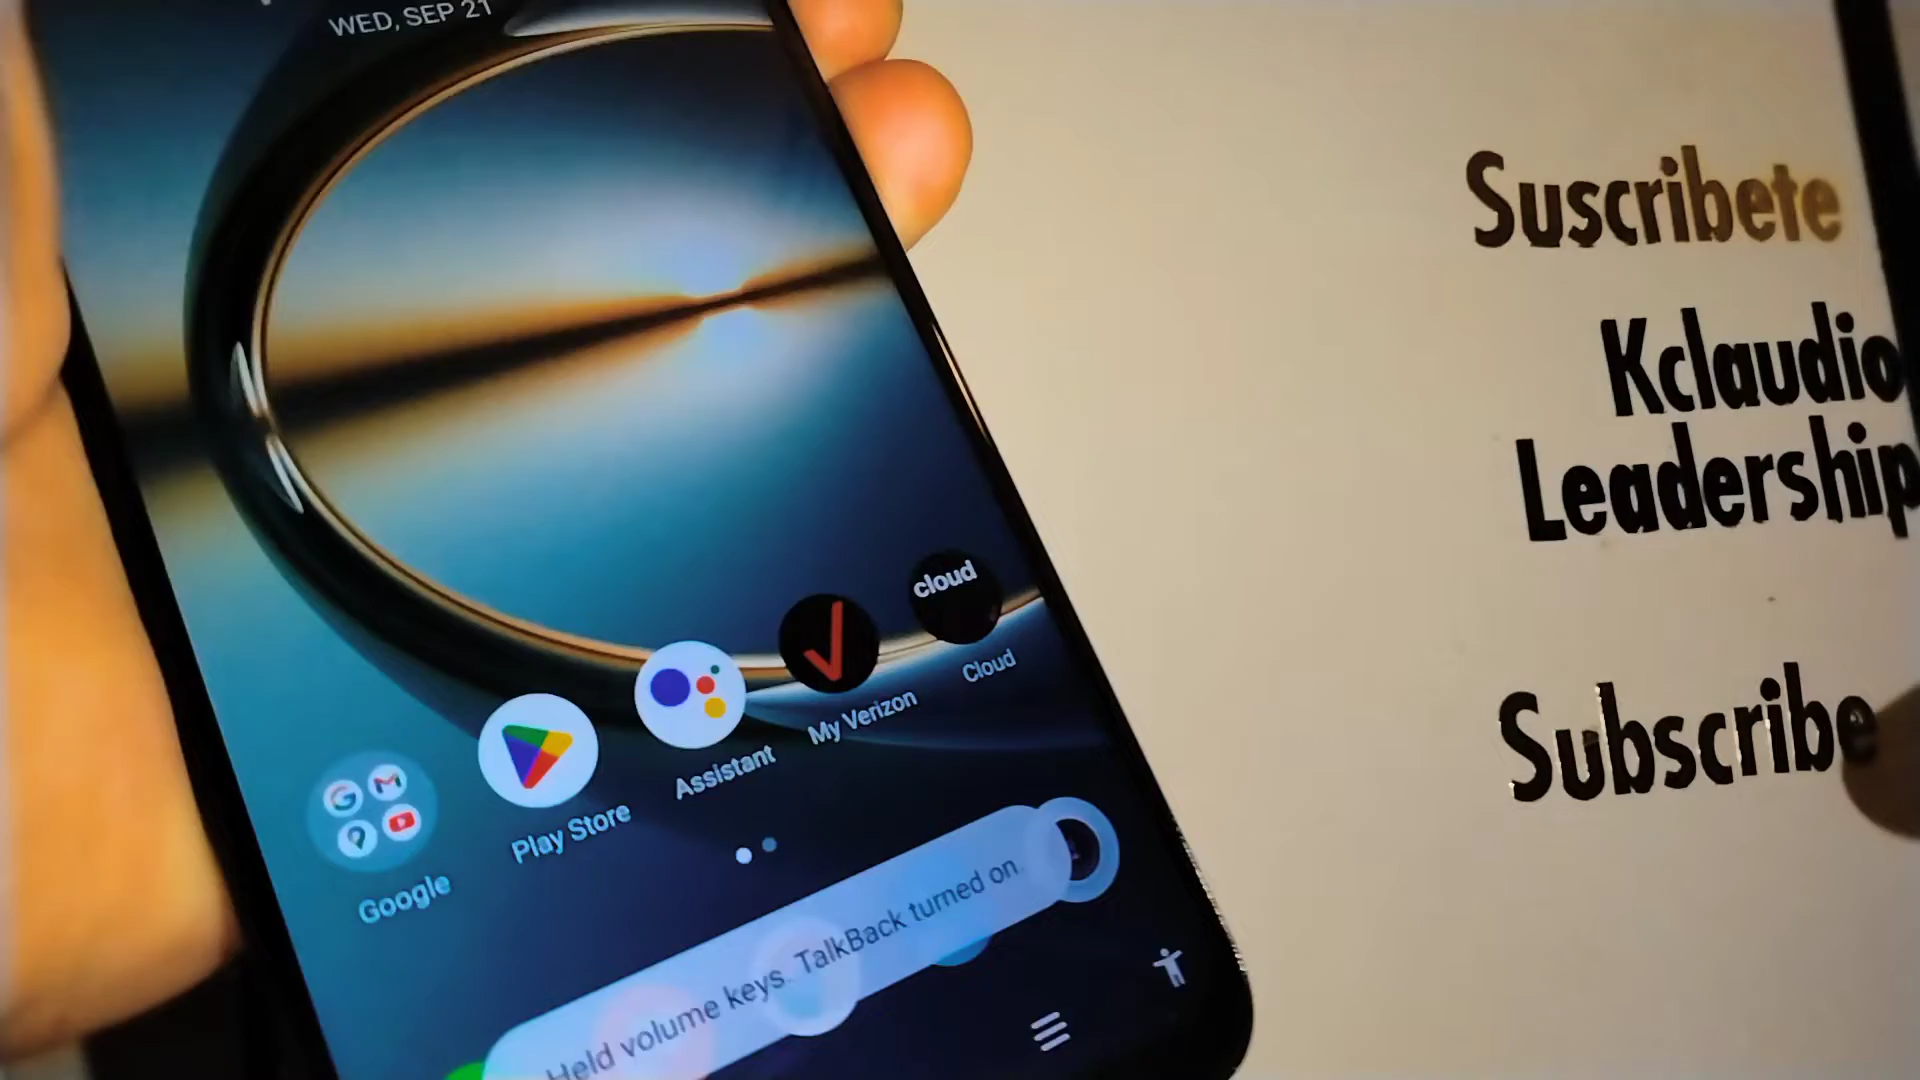 WED, SEP 21
Suscribete
Kclaudio
Leadership
Subscribe
cloud
Cloud
My Verizon
Assistant
Play Store
Google
Held volume keys. TalkBack turned on.